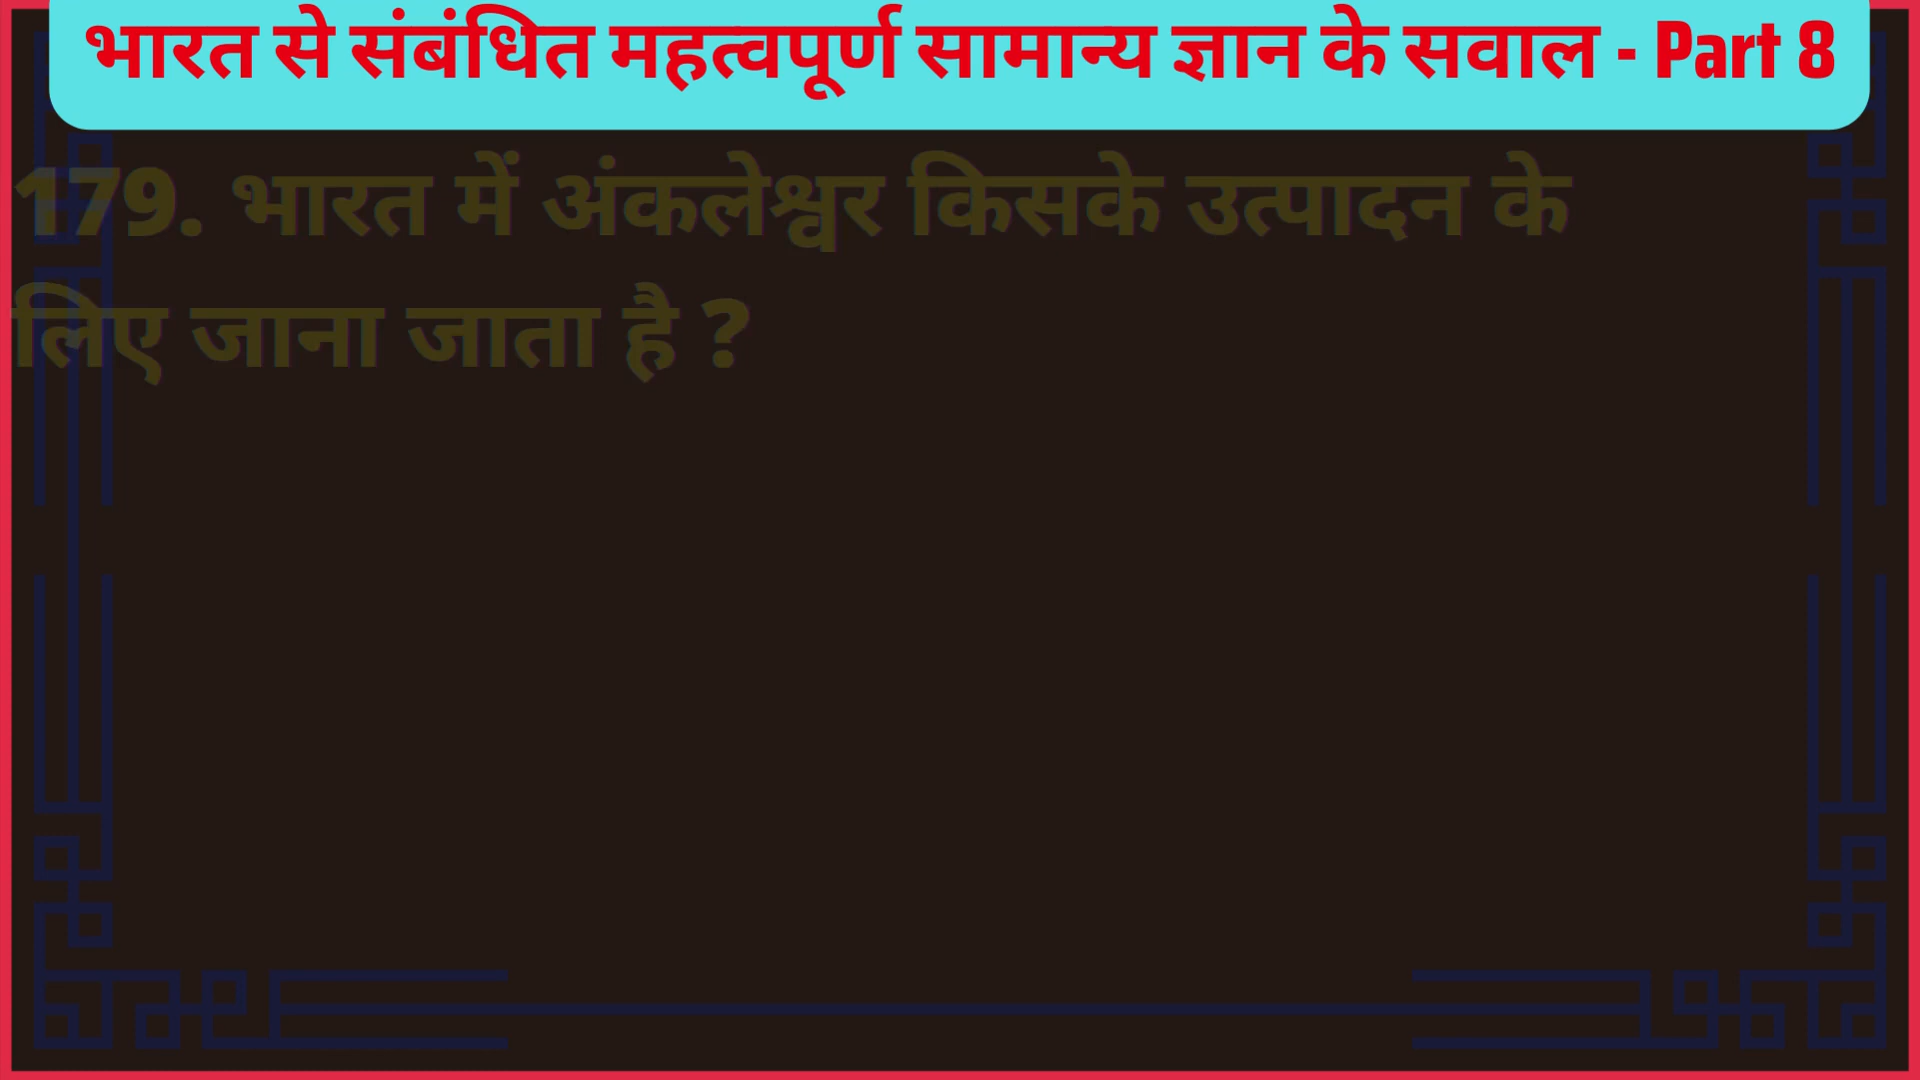 भारत से संबंधित महत्वपूर्ण सामान्य ज्ञान के सवाल - Part 8
179. भारत में अंकलेश्वर किसके उत्पादन के
लिए जाना जाता है ?